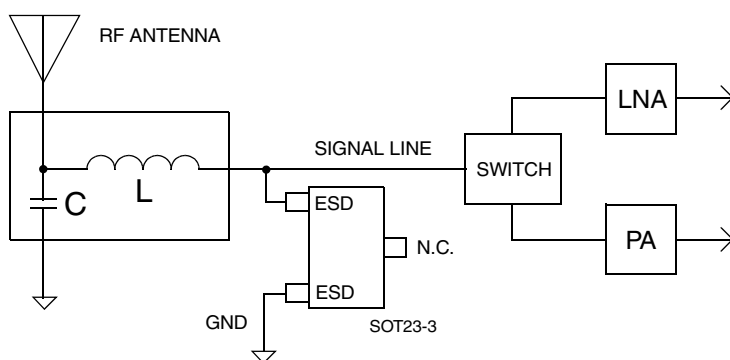 RF ANTENNA
LNA
SIGNAL LINE
SWITCH
C
L
ESD
N.C.
PA
ESD
GND
SOT23-3